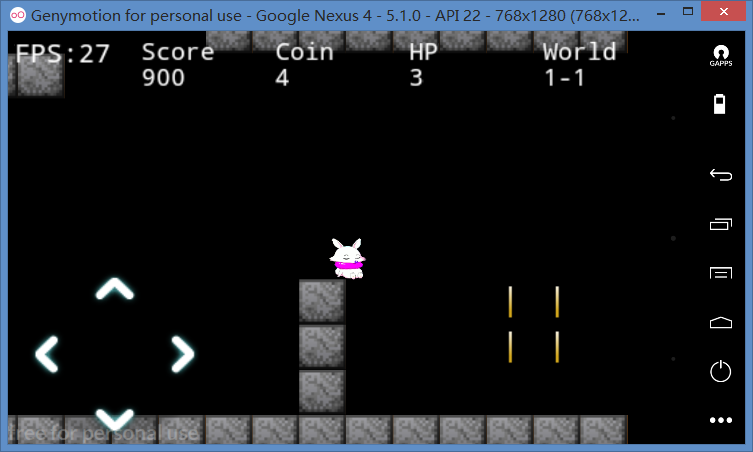 Genymotion for personal use - Google Nexus 4 - 5.1.0 - API 22 - 768x1280 (768x12...
FPS:27
Score
Coin
HP
World
900
4
3
1-1
GAPPS
free for personal use